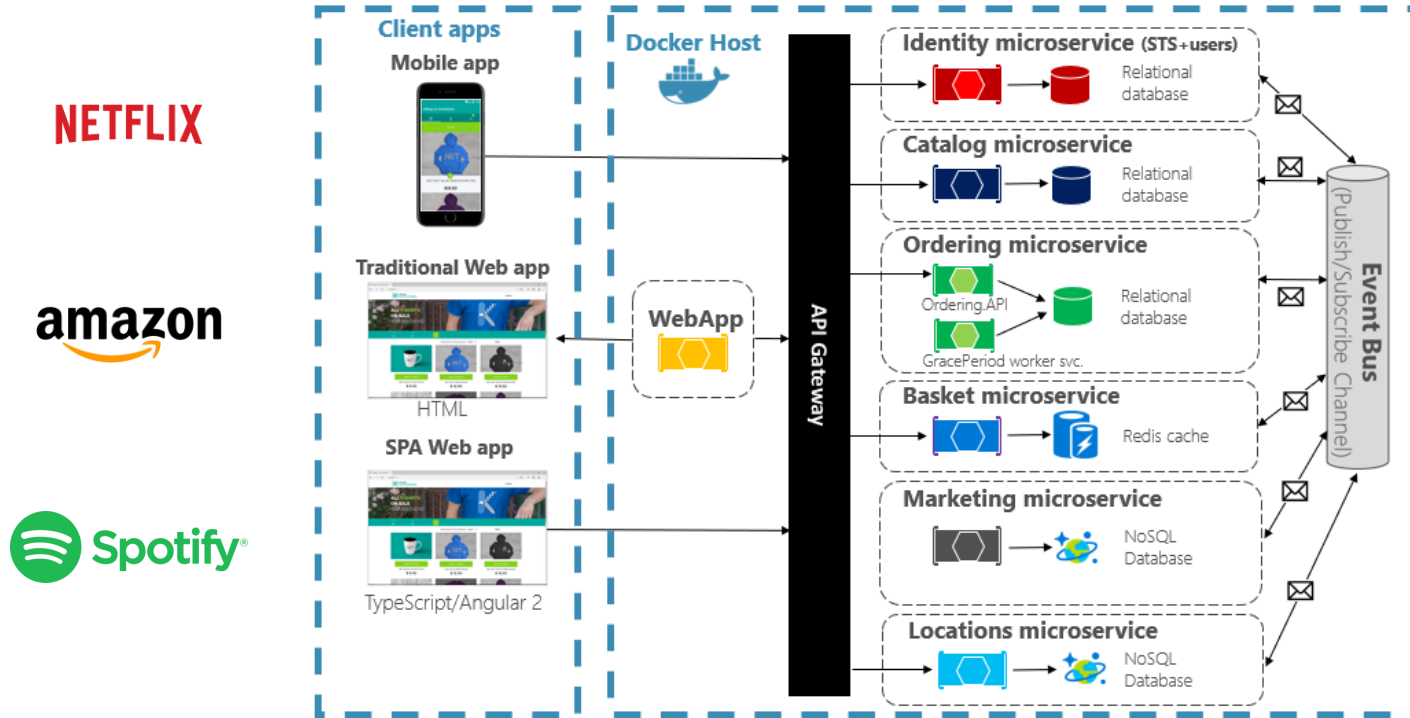 NETFLIX
amazon
Spotify®
Client apps
Mobile app
Traditional Web app
HTML
SPA Web app
TypeScript/Angular 2
Docker Host
WebApp
API Gateway
Identity microservice (STS+users)
Relational
database
Catalog microservice
Relational
database
Ordering microservice
Ordering.API
Relational
database
GracePeriod worker svc.
Basket microservice
Redis cache
Marketing microservice
NoSQL
Database
Locations microservice
NoSQL
Database
Event Bus
(Publish/Subscribe Channel)